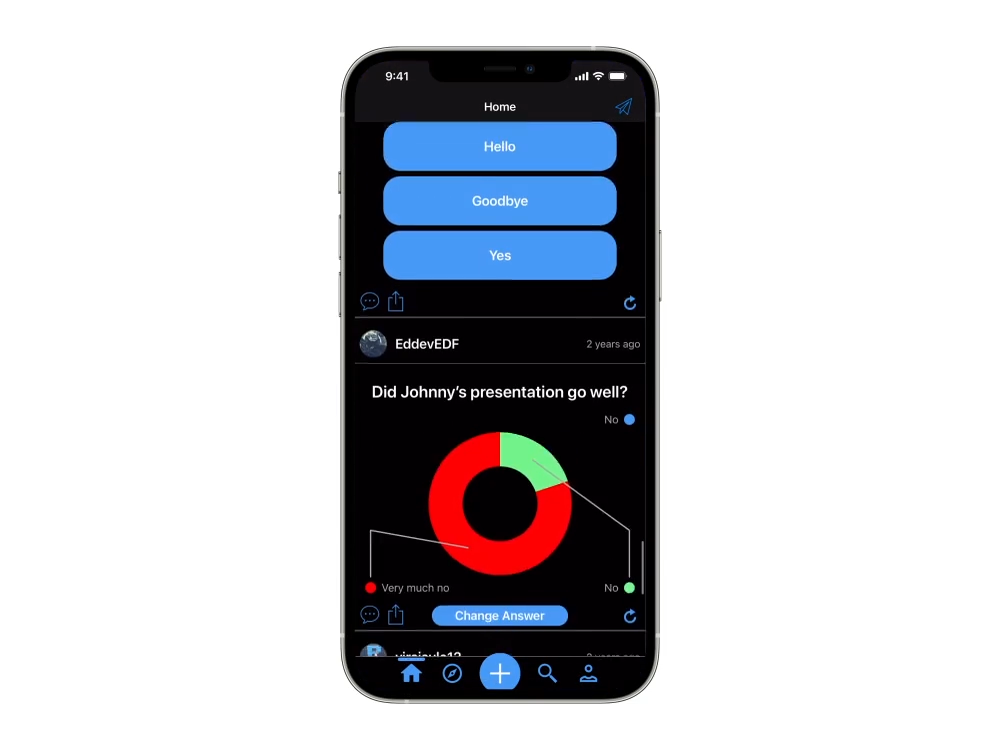 9:41
Home
Hello
Goodbye
Yes
EddevEDF 2 years ago
Did Johnny's presentation go well?
No
Very much no No
Change Answer